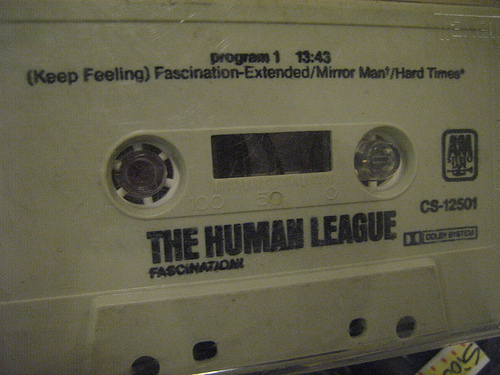 program 1 13:43
(Keep Feeling) Fascination-Extended/Mirror Man†/Hard Times*
100 50 0
A&M
CS-12501
THE HUMAN LEAGUE
DOLBY SYSTEM
FASCINATION!